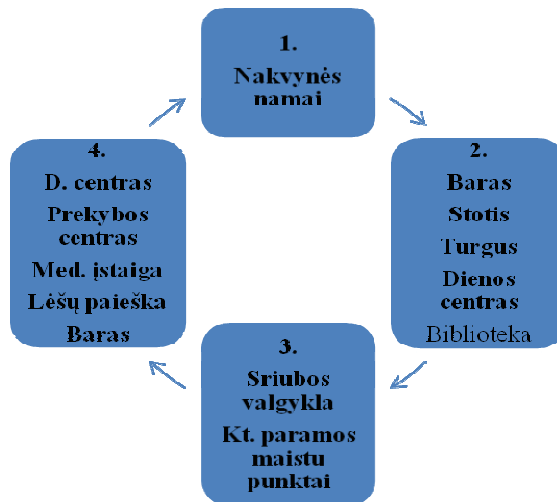 1.
Nakvynės
namai
2.
Baras
Stotis
Turgus
Dienos
centras
Biblioteka
3.
Sriubos
valgykla
Kt. paramos
maistu
punktai
4.
D. centras
Prekybos
centras
Med. įstaiga
Lėšų paieška
Baras